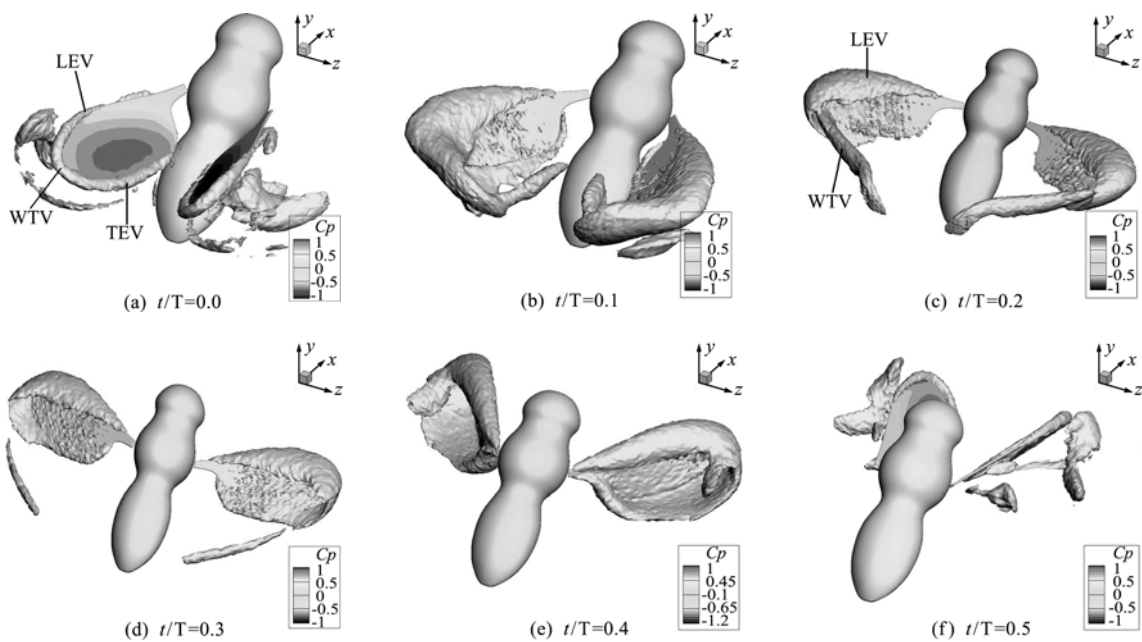 y
x
z
LEV
WTV
TEV
Cp
1
0.5
0
-0.5
-1
(a) t/T=0.0
y
x
z
Cp
1
0.5
0
-0.5
-1
(b) t/T=0.1
y
x
z
LEV
WTV
Cp
1
0.5
0
-0.5
-1
(c) t/T=0.2
y
x
z
Cp
1
0.5
0
-0.5
-1
(d) t/T=0.3
y
x
z
Cp
1
0.45
-0.1
-0.65
-1.2
(e) t/T=0.4
y
x
z
Cp
1
0.5
0
-0.5
-1
(f) t/T=0.5